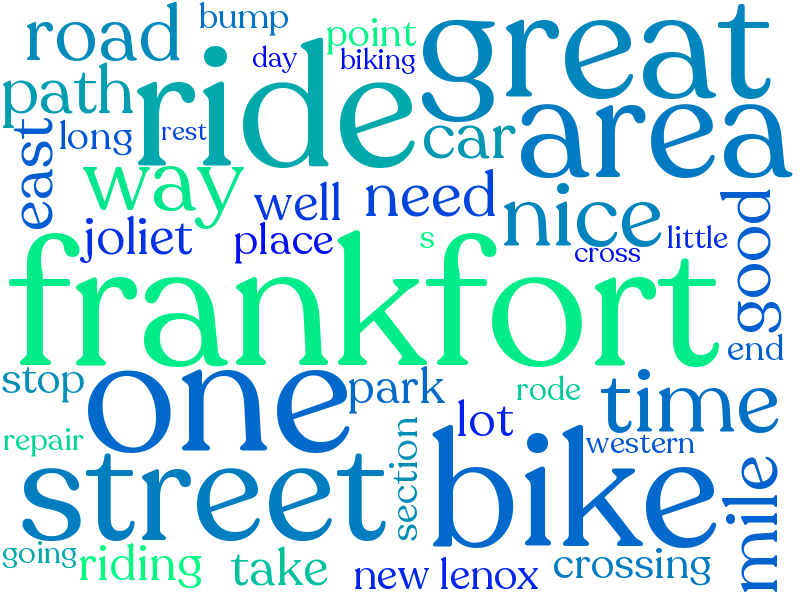 bump
road
great
point
day
biking
path
ride
area
long
rest
car
east
way
well
need
nice
joliet
place
s
cross
little
good
frankfort
end
stop
one
park
rode
time
repair
lot
western
street
section
bike
mile
going
riding
take
new lenox
crossing